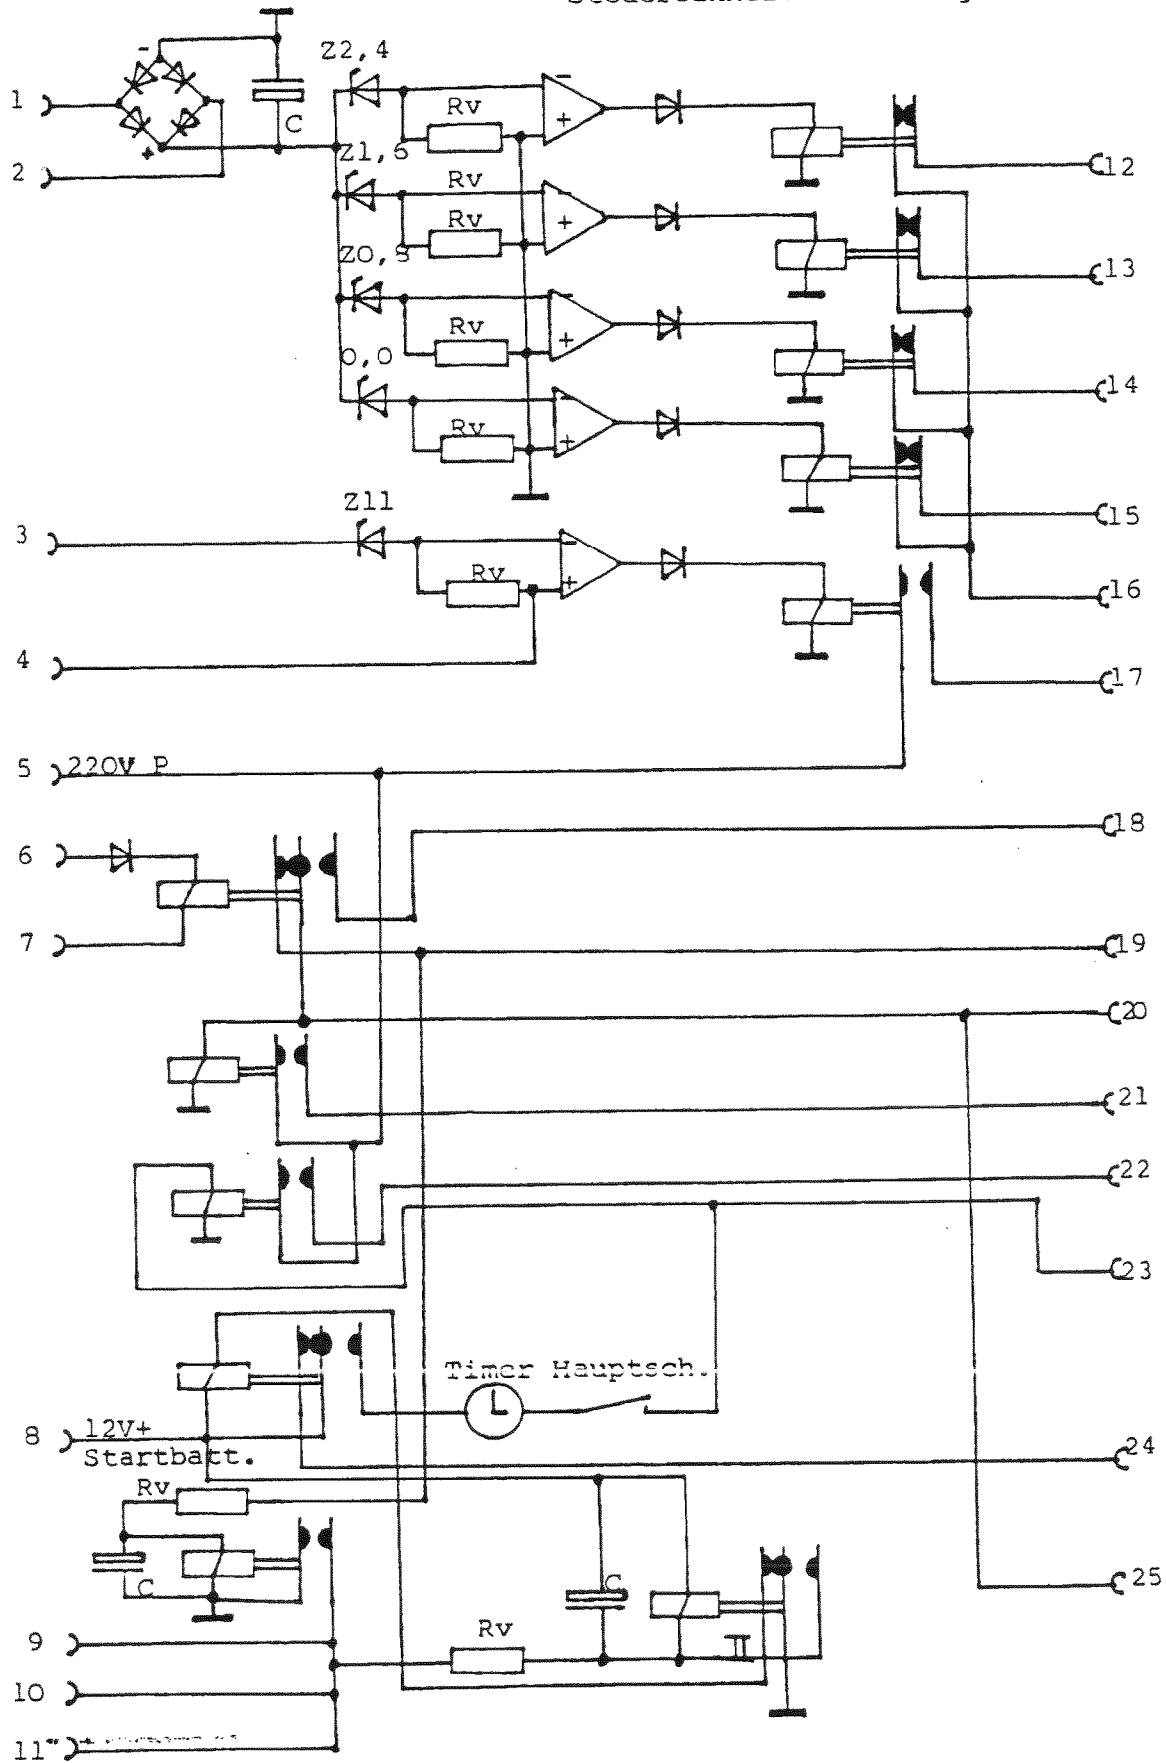 Z2,4
1
Rv
C
-
+
+
-
2
12
Z1,6
Rv
Rv
+
13
Z0,8
Rv
-
+
0,0
14
Rv
-
+
Z11
3
15
-
Rv
+
16
4
17
5 220V P
18
6
7
19
20
21
22
23
Timer Hauptsch.
8 12V+
Startbatt.
24
Rv
C
C
25
9
Rv
10
11